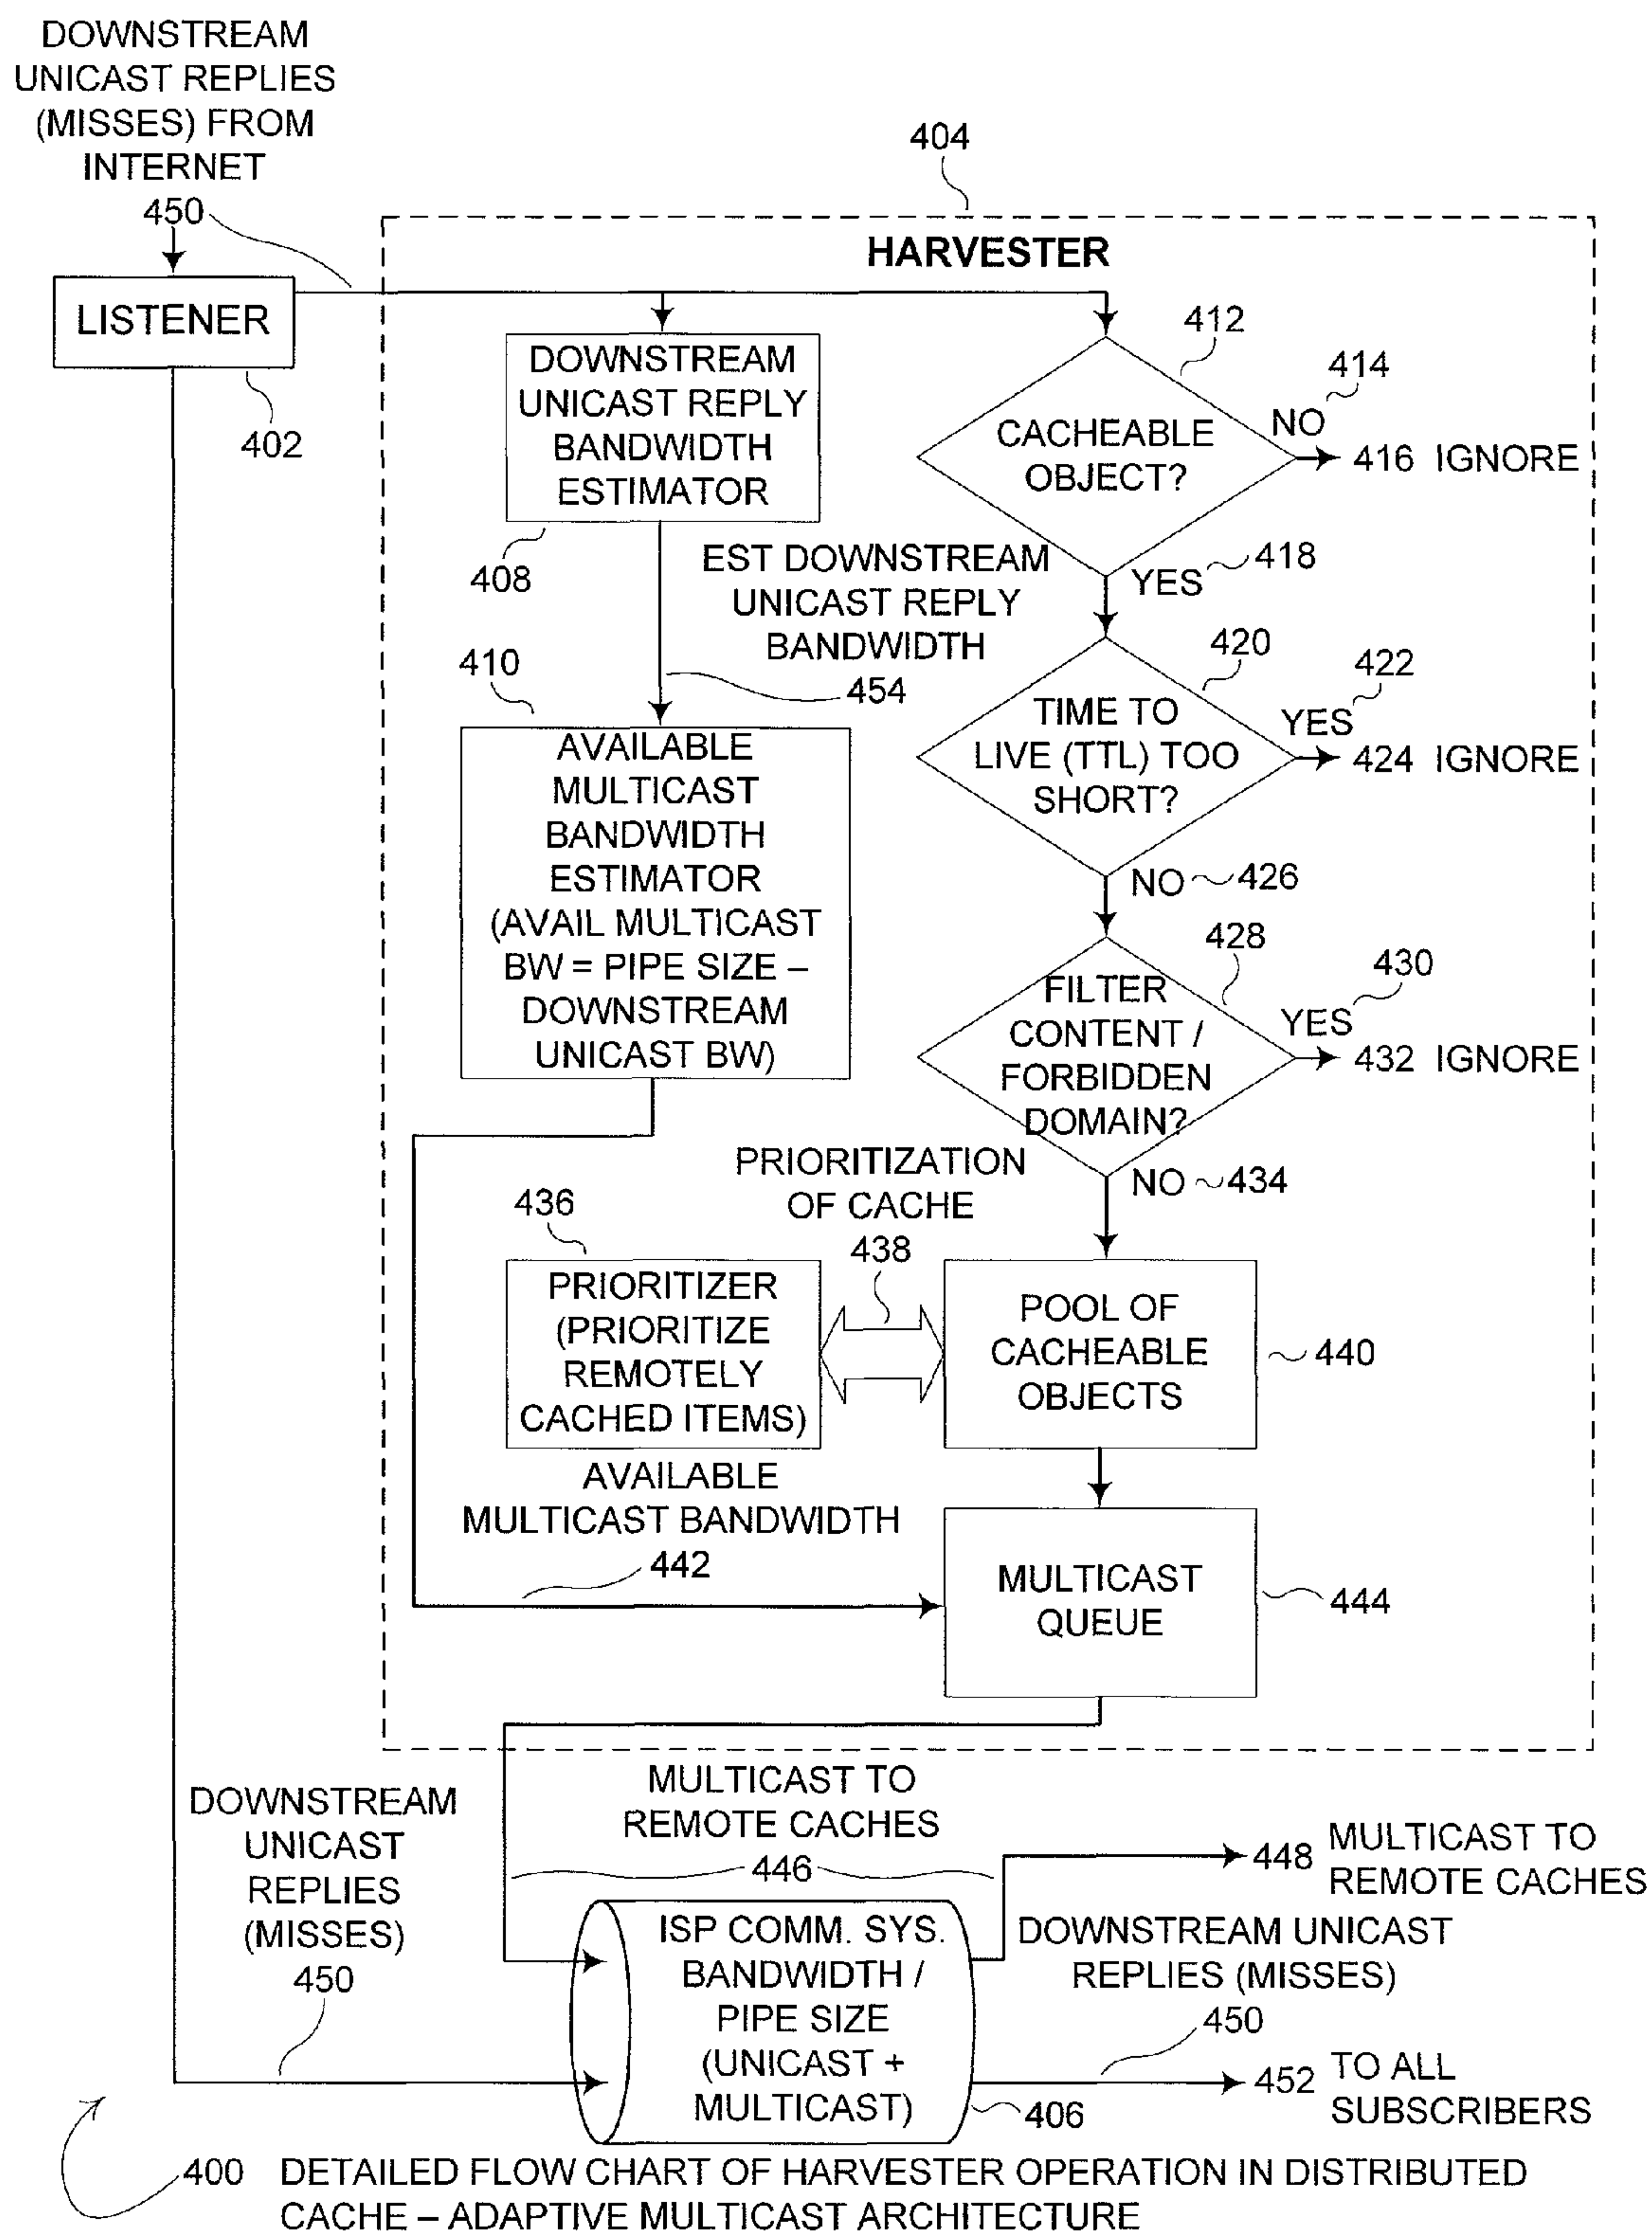 DOWNSTREAM
UNICAST REPLIES
(MISSES) FROM
INTERNET
450
404
HARVESTER
LISTENER
402
DOWNSTREAM
UNICAST REPLY
BANDWIDTH
ESTIMATOR
408
412
CACHEABLE
OBJECT?
414
NO
416 IGNORE
418
YES
EST DOWNSTREAM
UNICAST REPLY
BANDWIDTH
454
410
AVAILABLE
MULTICAST
BANDWIDTH
ESTIMATOR
(AVAIL MULTICAST
BW = PIPE SIZE –
DOWNSTREAM
UNICAST BW)
420
TIME TO
LIVE (TTL) TOO
SHORT?
422
YES
424 IGNORE
NO 426
428
FILTER
CONTENT /
FORBIDDEN
DOMAIN?
430
YES
432 IGNORE
NO 434
PRIORITIZATION
OF CACHE
438
436
PRIORITIZER
(PRIORITIZE
REMOTELY
CACHED ITEMS)
POOL OF
CACHEABLE
OBJECTS
440
AVAILABLE
MULTICAST BANDWIDTH
442
MULTICAST
QUEUE
444
DOWNSTREAM
UNICAST
REPLIES
(MISSES)
450
MULTICAST TO
REMOTE CACHES
446
448 MULTICAST TO
REMOTE CACHES
ISP COMM. SYS.
BANDWIDTH /
PIPE SIZE
(UNICAST +
MULTICAST)
406
DOWNSTREAM UNICAST
REPLIES (MISSES)
450
452 TO ALL
SUBSCRIBERS
400 DETAILED FLOW CHART OF HARVESTER OPERATION IN DISTRIBUTED
CACHE – ADAPTIVE MULTICAST ARCHITECTURE